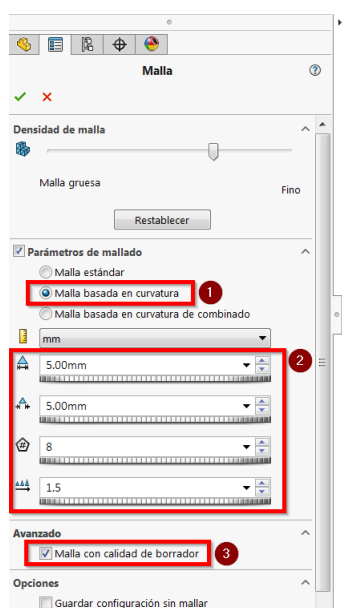 Malla
Densidad de malla
Malla gruesa
Fino
Restablecer
Parámetros de mallado
Malla estándar
Malla basada en curvatura
1
Malla basada en curvatura de combinado
mm
2
5.00mm
5.00mm
8
1.5
Avanzado
Malla con calidad de borrador
3
Opciones
Guardar configuración sin mallar